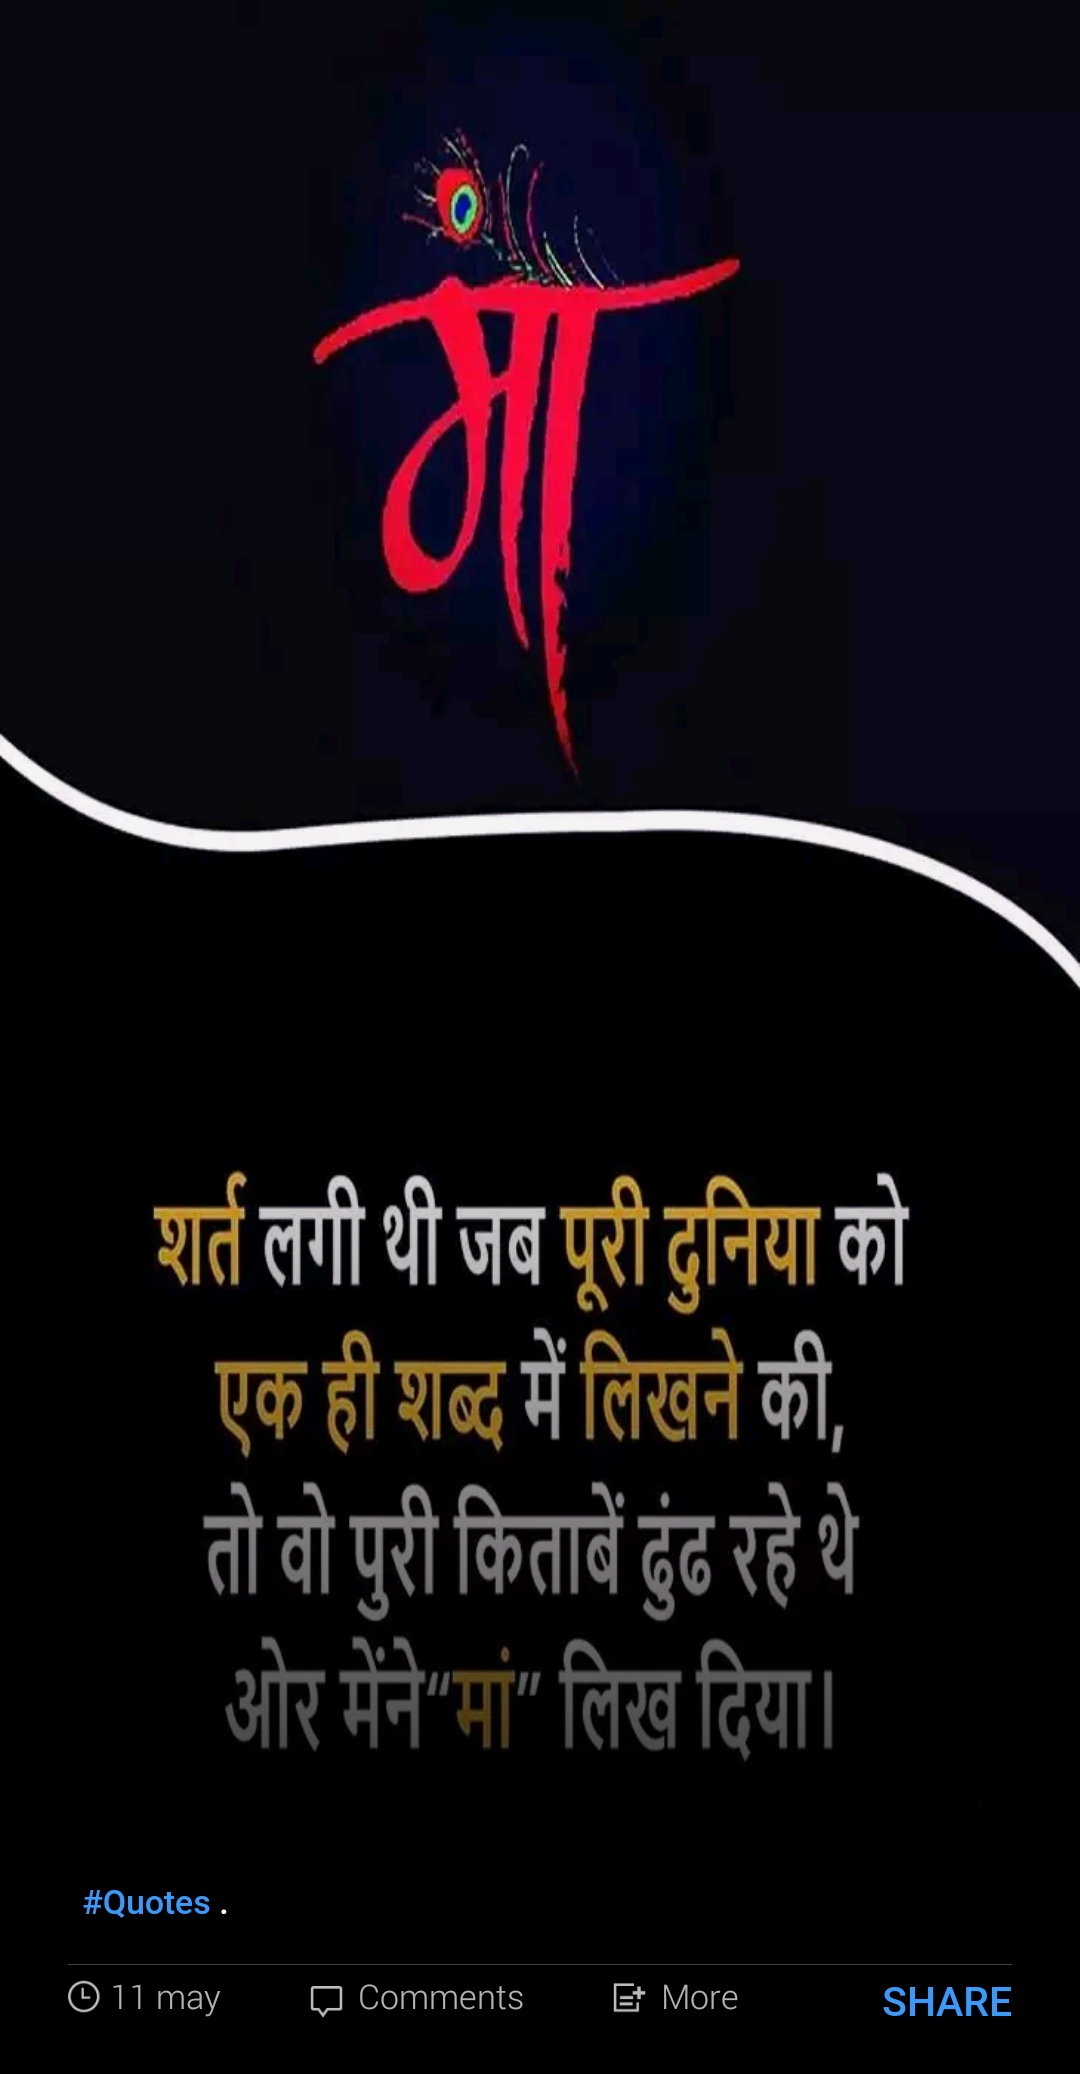 मा
शर्त लगी थी जब पूरी दुनिया को
एक ही शब्द में लिखने की,
तो वो पुरी किताबें ढुंढ रहे थे
ओर मेंने“मां” लिख दिया।
#Quotes .
11 may
Comments
More
SHARE